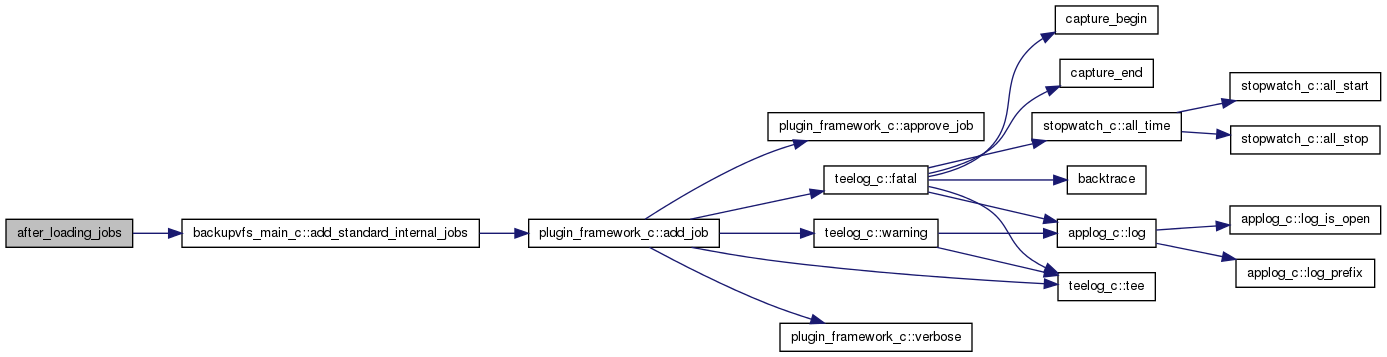 after_loading_jobs
backupvfs_main_c::add_standard_internal_jobs
plugin_framework_c::add_job
plugin_framework_c::approve_job
teelog_c::fatal
teelog_c::warning
plugin_framework_c::verbose
capture_begin
capture_end
stopwatch_c::all_time
backtrace
applog_c::log
teelog_c::tee
stopwatch_c::all_start
stopwatch_c::all_stop
applog_c::log_is_open
applog_c::log_prefix